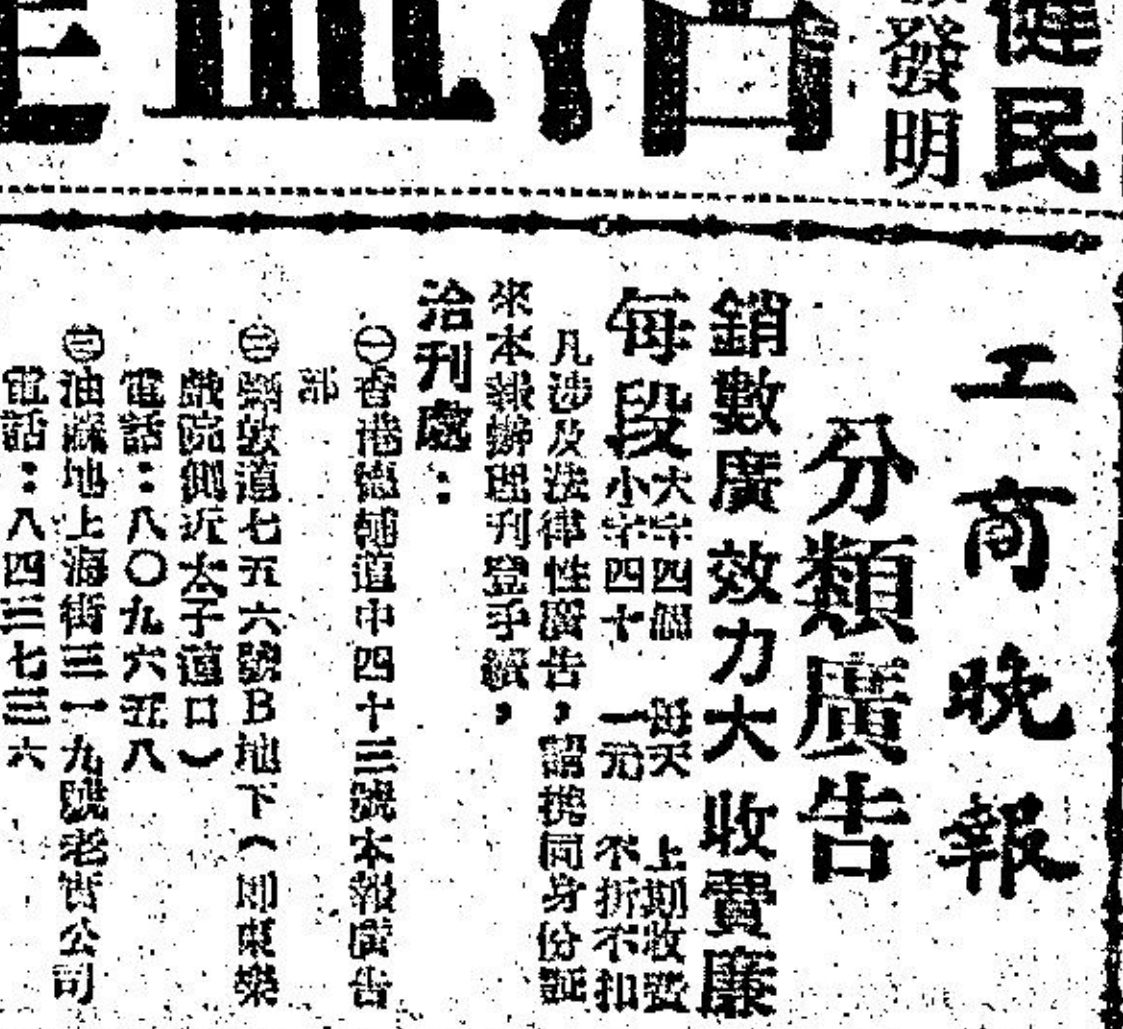 健民
發明
活血
工商晚報
分類廣告
銷數廣 效力大 收費廉
每段 大字四個 每天 上期收費
小字四十 一元 不折不扣
凡涉及法律性廣告，請携同身份証
來本報辦理刊登手續，
洽刊處：
㊀香港德輔道中四十三號本報廣告
部
㊁彌敦道七五六號B地下（即東樂
戲院側近太子道口）
電話：八〇九六五八
㊂油蔴地上海街三一九號老實公司
電話：八四三七三六